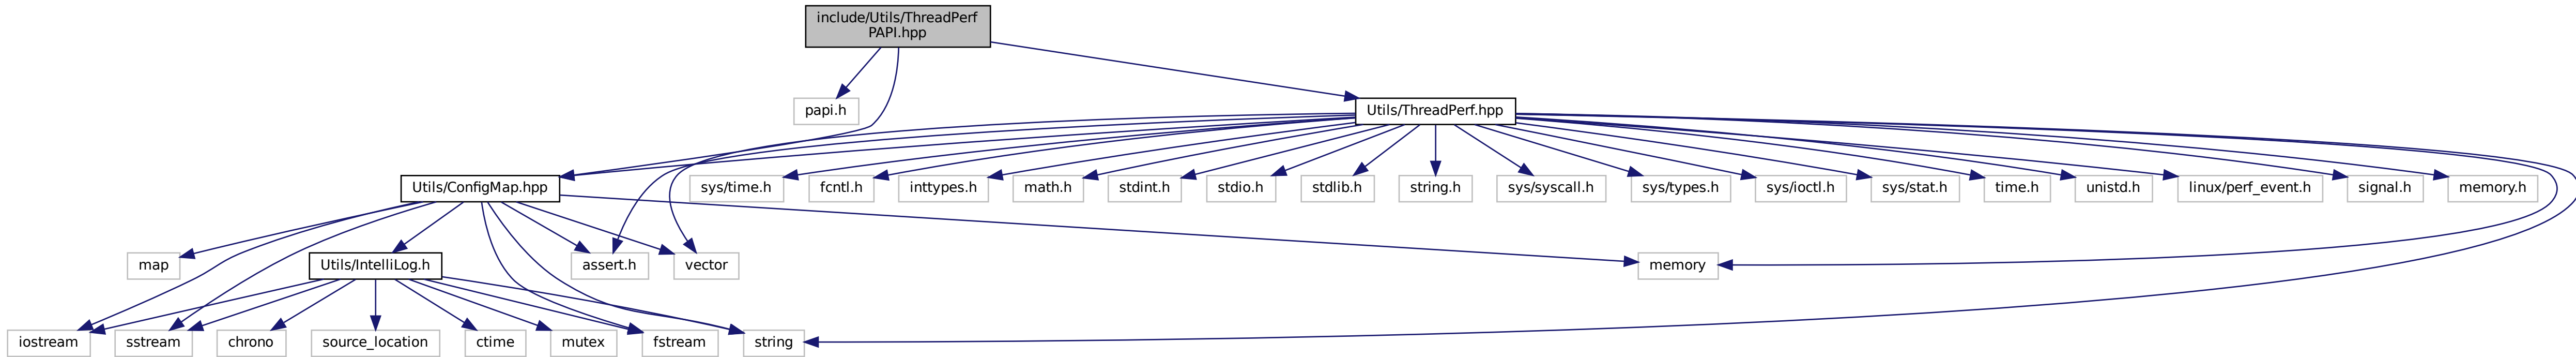 include/Utils/ThreadPerf
PAPI.hpp
papi.h
Utils/ThreadPerf.hpp
Utils/ConfigMap.hpp
sys/time.h
fcntl.h
inttypes.h
math.h
stdint.h
stdio.h
stdlib.h
string.h
sys/syscall.h
sys/types.h
sys/ioctl.h
sys/stat.h
time.h
unistd.h
linux/perf_event.h
signal.h
memory.h
map
Utils/IntelliLog.h
assert.h
vector
memory
iostream
sstream
chrono
source_location
ctime
mutex
fstream
string